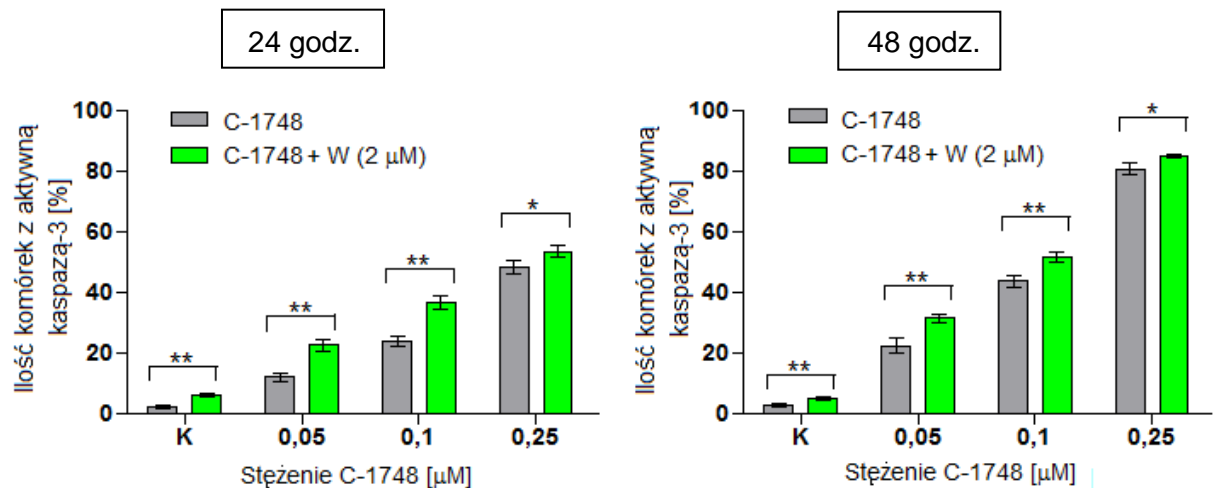 24 godz.
100
80
60
40
20
0
Ilość komórek z aktywną
kaspazą-3 [%]
C-1748
C-1748 + W (2 μM)
**
**
**
*
K
0,05
0,1
0,25
Stężenie C-1748 [μM]
48 godz.
100
80
60
40
20
0
Ilość komórek z aktywną
kaspazą-3 [%]
C-1748
C-1748 + W (2 μM)
**
**
**
*
K
0,05
0,1
0,25
Stężenie C-1748 [μM]